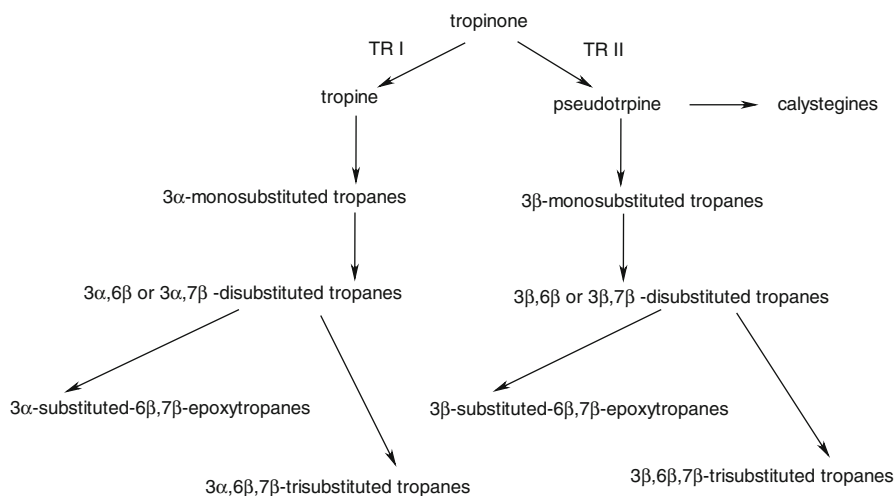 tropinone
TR I
TR II
tropine
pseudotrpine
calystegines
3α-monosubstituted tropanes
3β-monosubstituted tropanes
3α,6β or 3α,7β -disubstituted tropanes
3β,6β or 3β,7β -disubstituted tropanes
3α-substituted-6β,7β-epoxytropanes
3β-substituted-6β,7β-epoxytropanes
3α,6β,7β-trisubstituted tropanes
3β,6β,7β-trisubstituted tropanes